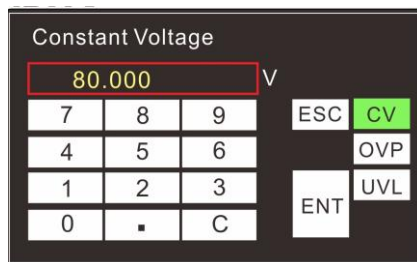 Constant Voltage
80.000 V
7 8 9 ESC CV
4 5 6 OVP
1 2 3 ENT UVL
0 . C